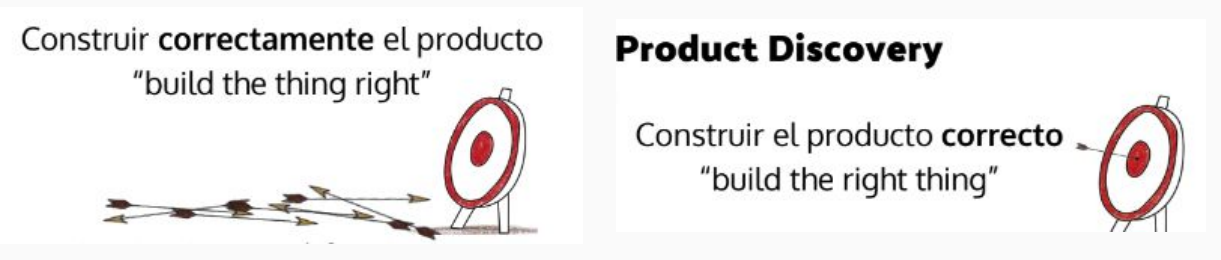 Construir correctamente el producto
“build the thing right”
Product Discovery
Construir el producto correcto
“build the right thing”